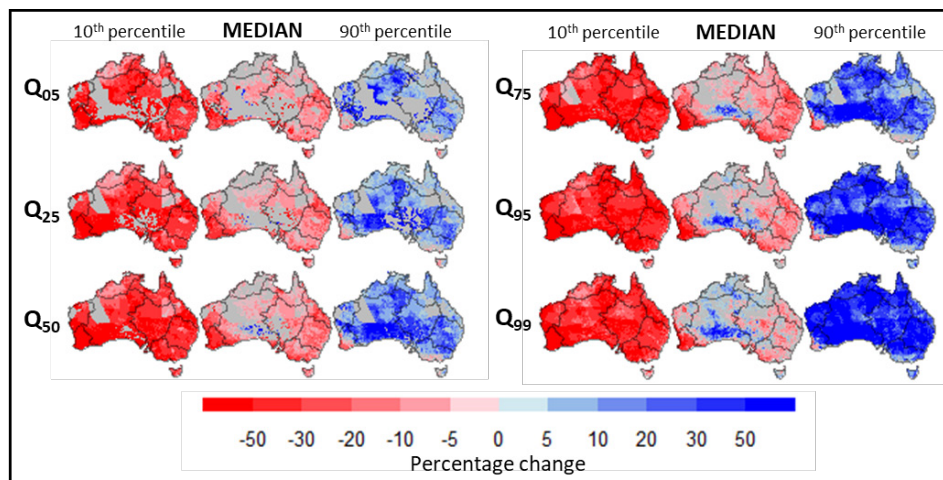 10th percentile MEDIAN 90th percentile
Q05
Q25
Q50
10th percentile MEDIAN 90th percentile
Q75
Q95
Q99
-50 -30 -20 -10 -5 0 5 10 20 30 50
Percentage change